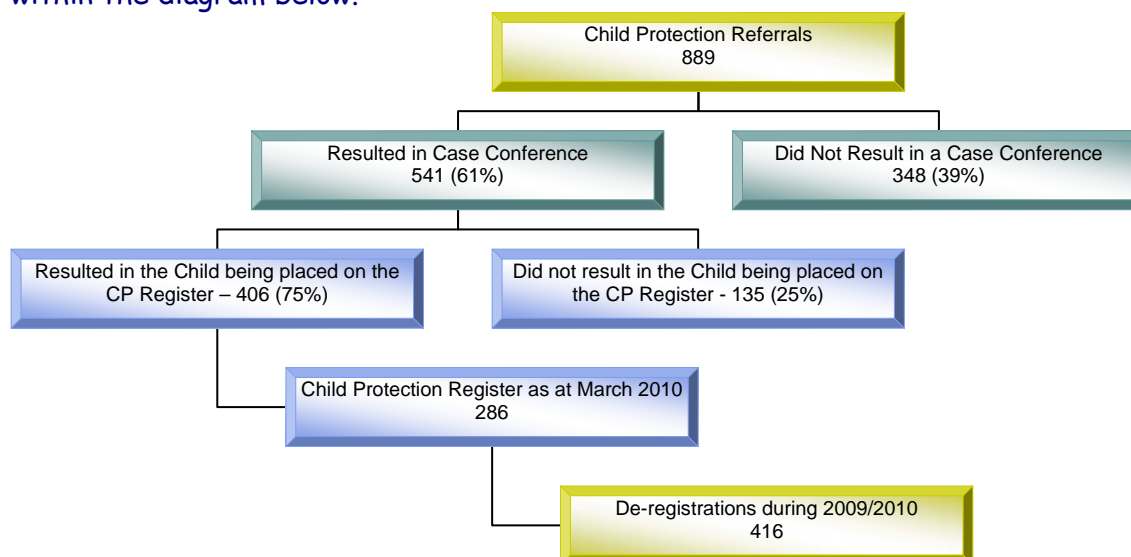 within the diagram below.
Child Protection Referrals
889
Resulted in Case Conference
541 (61%)
Did Not Result in a Case Conference
348 (39%)
Resulted in the Child being placed on the
CP Register – 406 (75%)
Did not result in the Child being placed on
the CP Register - 135 (25%)
Child Protection Register as at March 2010
286
De-registrations during 2009/2010
416